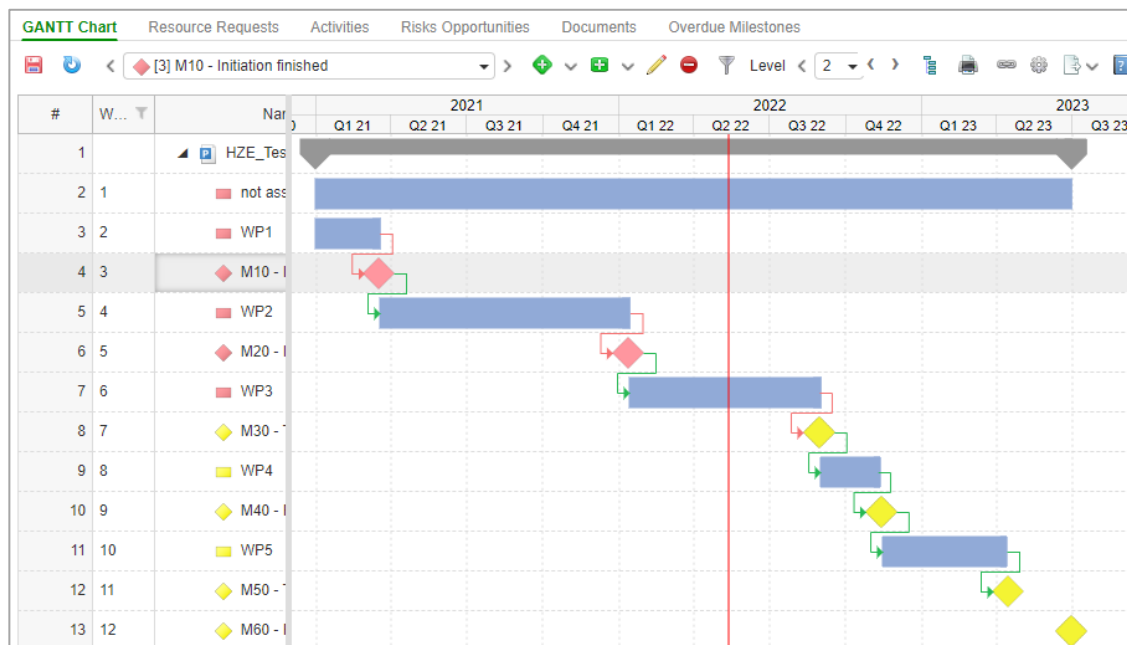 GANTT Chart Resource Requests Activities Risks Opportunities Documents Overdue Milestones
[3] M10 - Initiation finished Level 2
# W... Nar 2021 2022 2023
Q1 21 Q2 21 Q3 21 Q4 21 Q1 22 Q2 22 Q3 22 Q4 22 Q1 23 Q2 23 Q3 23
1 HZE_Tes
2 1 not ass
3 2 WP1
4 3 M10 - I
5 4 WP2
6 5 M20 - I
7 6 WP3
8 7 M30 - T
9 8 WP4
10 9 M40 - I
11 10 WP5
12 11 M50 - T
13 12 M60 - I